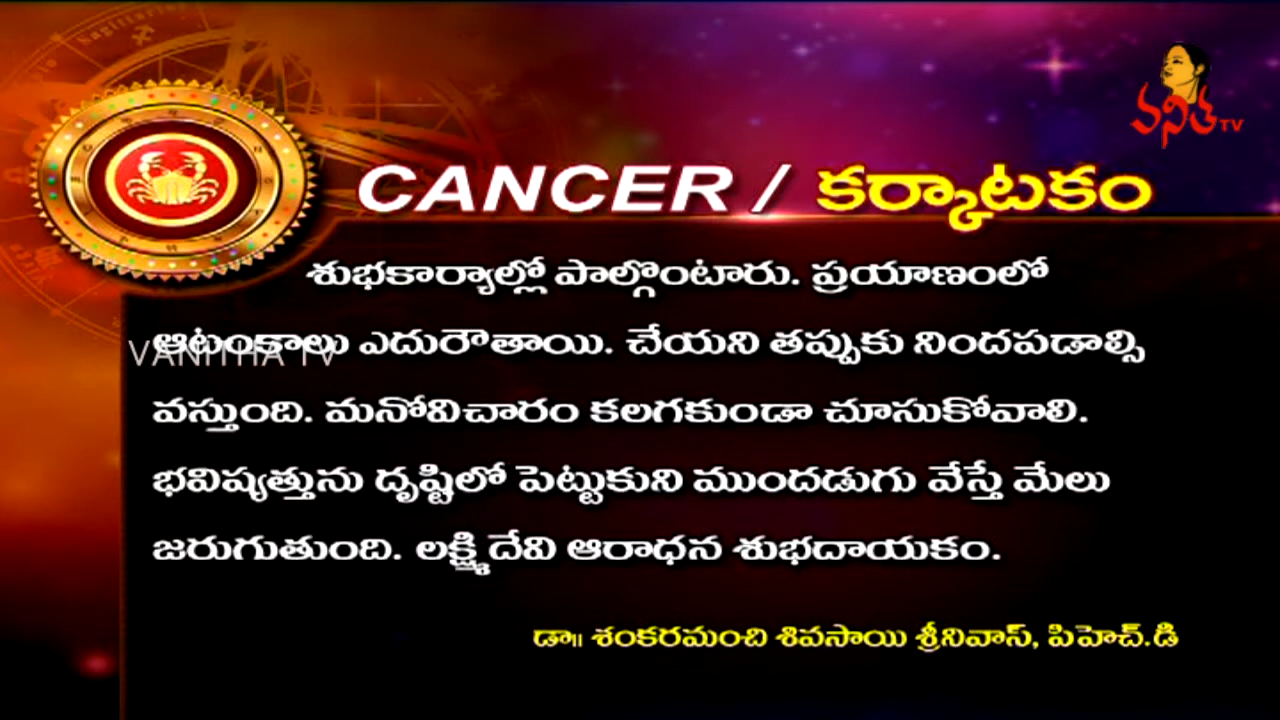 వనిత TV
CANCER / కర్కాటకం
శుభకార్యాల్లో పాల్గొంటారు. ప్రయాణంలో
ఆటంకాలు ఎదురౌతాయి. చేయని తప్పుకు నిందపడాల్సి
VANITHA TV
వస్తుంది. మనోవిచారం కలగకుండా చూసుకోవాలి.
భవిష్యత్తును దృష్టిలో పెట్టుకుని ముందడుగు వేస్తే మేలు
జరుగుతుంది. లక్ష్మిదేవి ఆరాధన శుభదాయకం.
డా॥ శంకరమంచి శివసాయి శ్రీనివాస్, పిహెచ్.డి